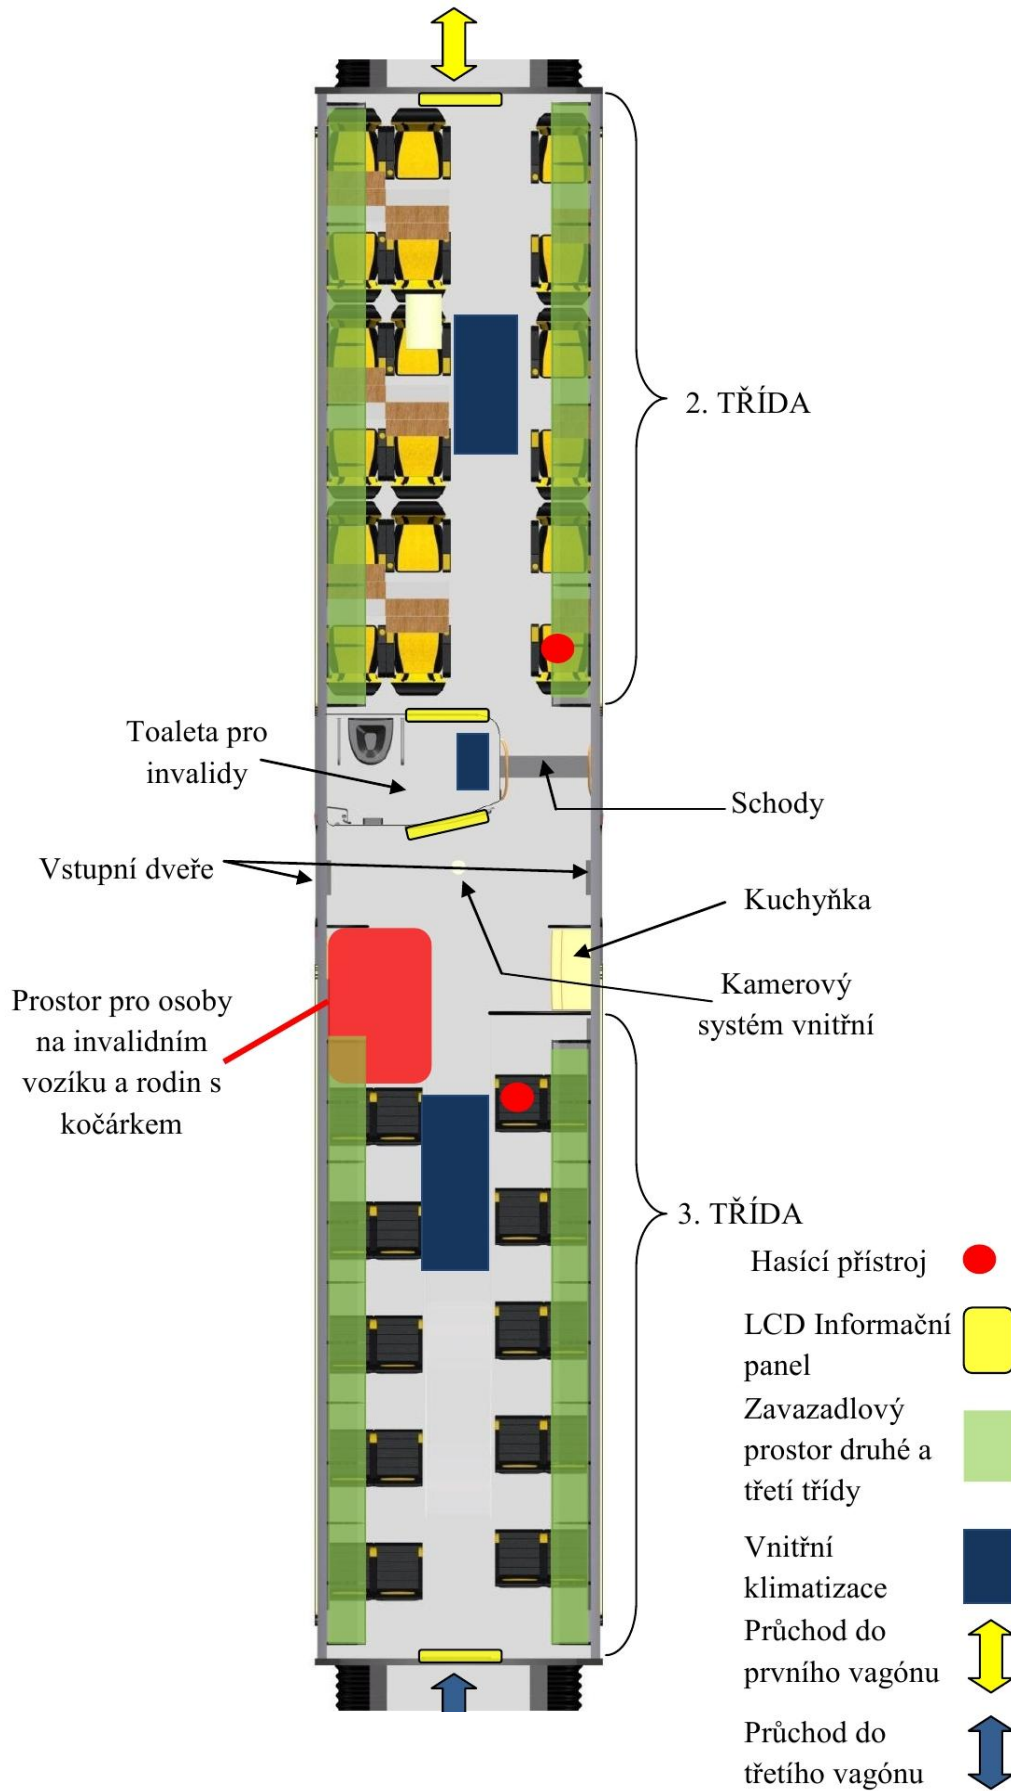 2. TŘÍDA
Toaleta pro
invalidy
Schody
Vstupní dveře
Kuchyňka
Kamerový
systém vnitřní
Prostor pro osoby
na invalidním
vozíku a rodin s
kočárkem
3. TŘÍDA
Hasící přístroj
LCD Informační
panel
Zavazadlový
prostor druhé a
třetí třídy
Vnitřní
klimatizace
Průchod do
prvního vagónu
Průchod do
třetího vagónu